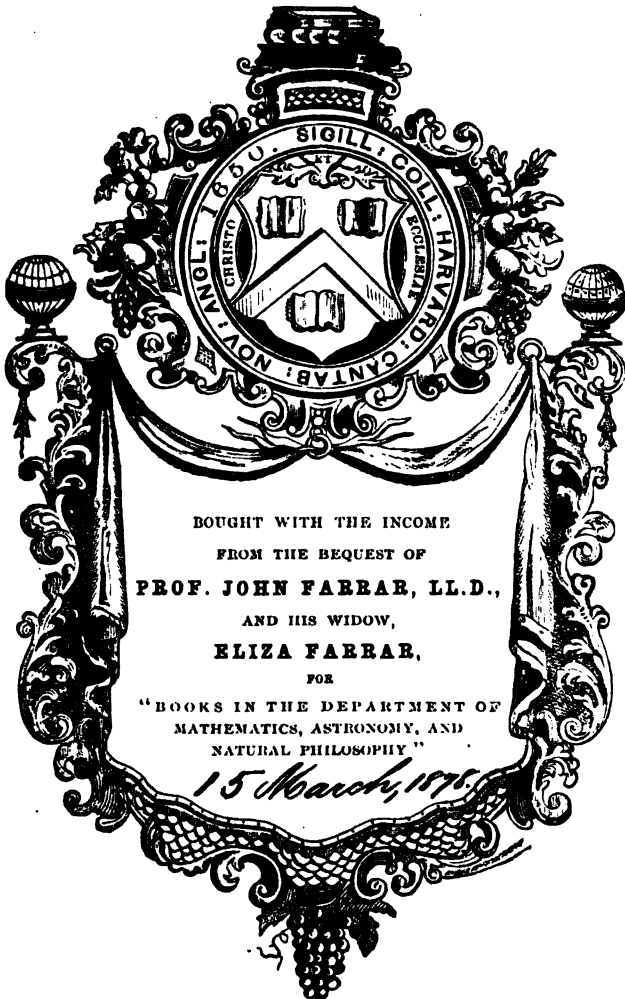 SIGILL: COLL: HARVARD: CANTAB: NOV: ANGL: 1650.
CHRISTO
ET
ECCLESIAE
BOUGHT WITH THE INCOME
FROM THE BEQUEST OF
PROF. JOHN FARRAR, LL.D.,
AND HIS WIDOW,
ELIZA FARRAR,
FOR
"BOOKS IN THE DEPARTMENT OF
MATHEMATICS, ASTRONOMY, AND
NATURAL PHILOSOPHY"
15 March, 1878.